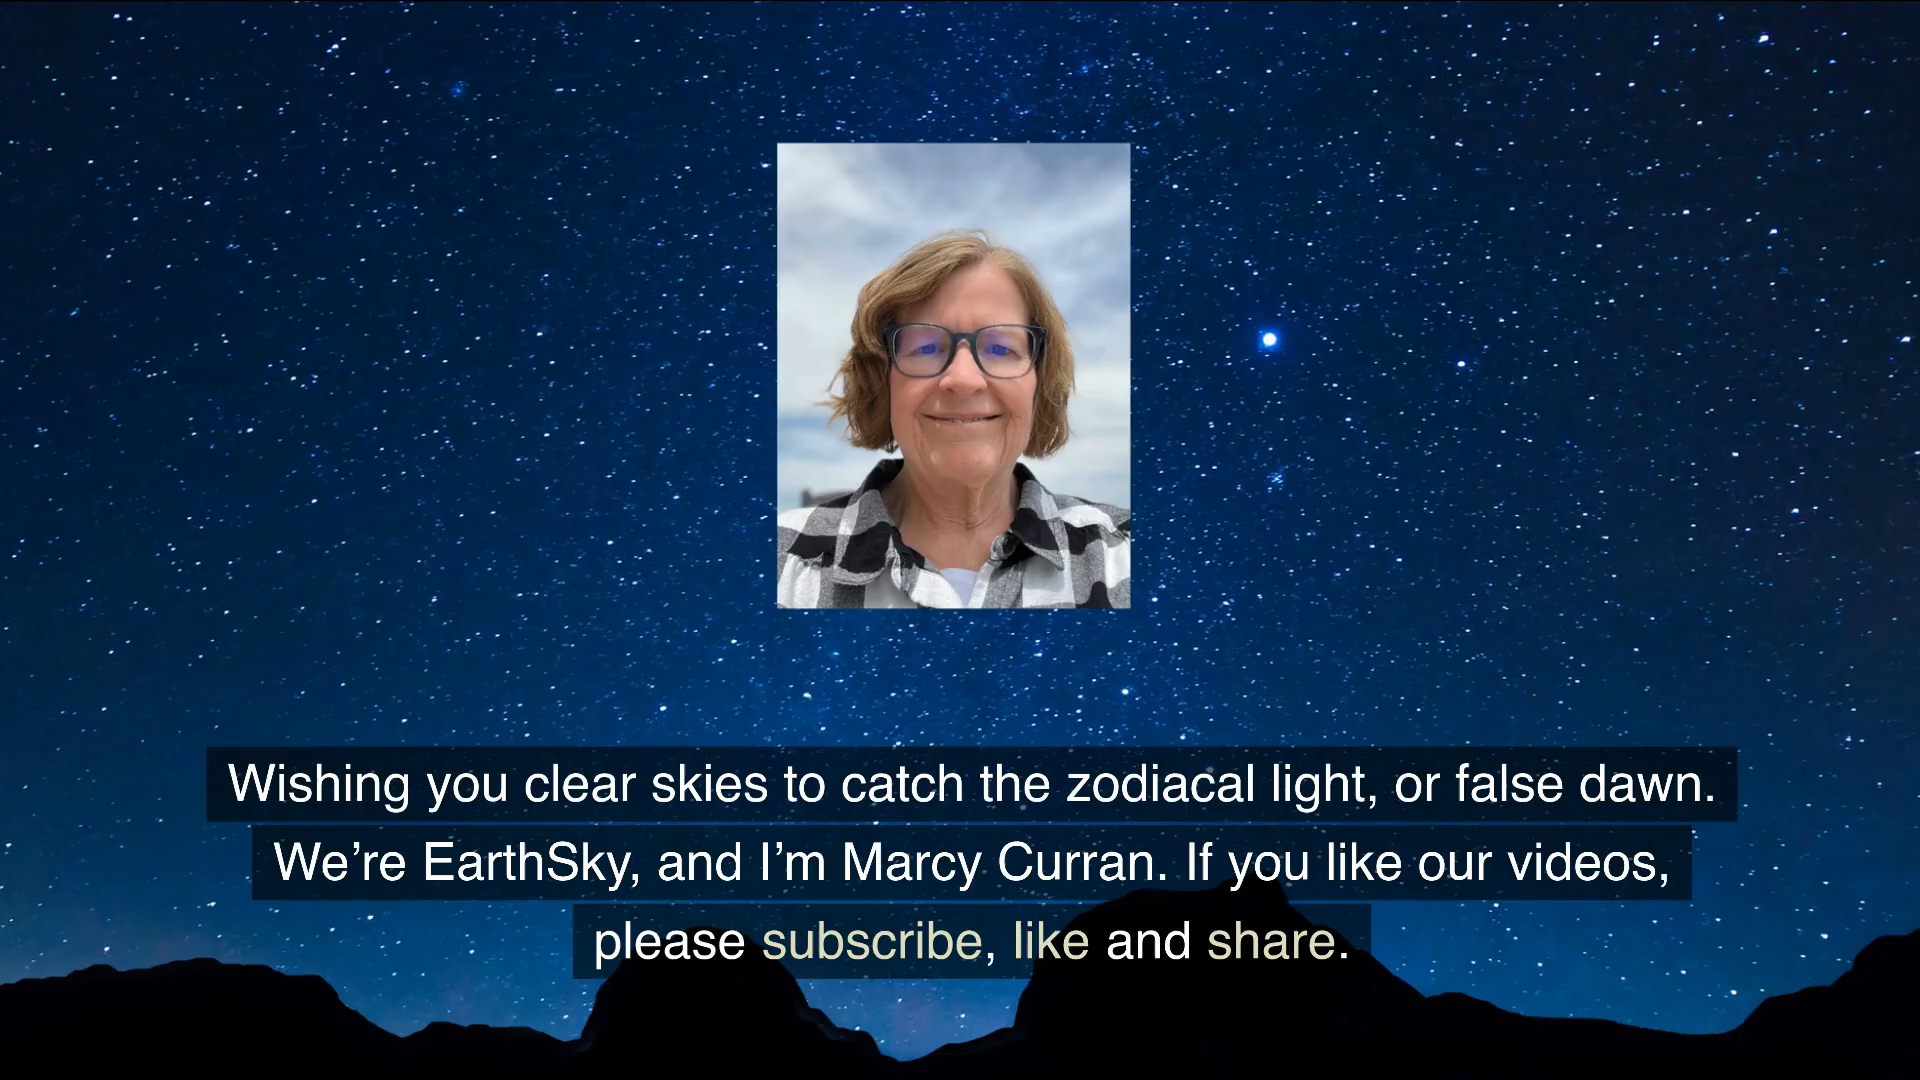 Wishing you clear skies to catch the zodiacal light, or false dawn.
We’re EarthSky, and I’m Marcy Curran. If you like our videos,
please subscribe, like and share.